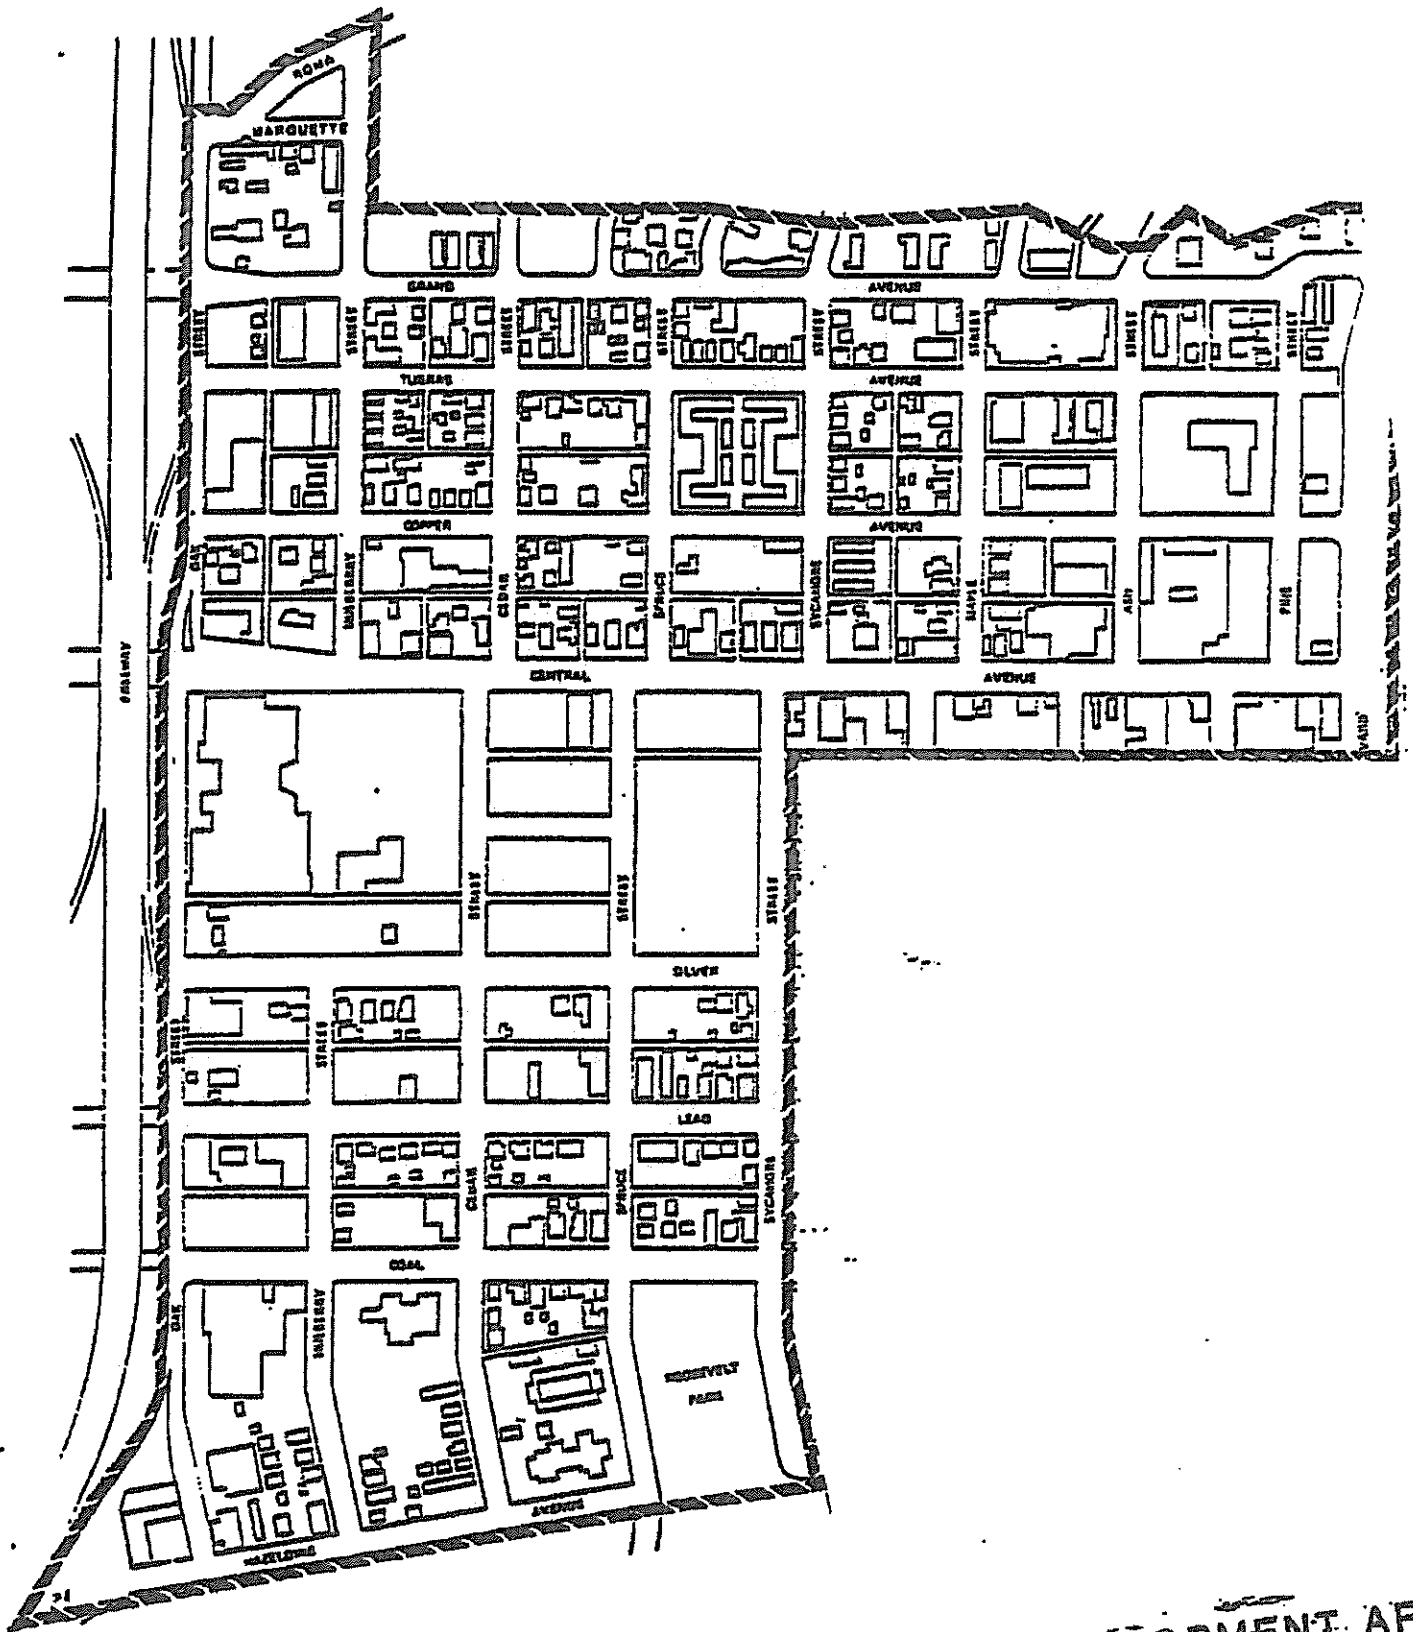 ROMA
MARQUETTE
GRAND AVENUE
STREET STREET STREET STREET STREET STREET STREET STREET
TIJERAS AVENUE
COPPER AVENUE
OAK MULBERRY CEDAR SPRUCE SYCAMORE MAPLE ASH PINE
FREEWAY
CENTRAL AVENUE
STREET STREET STREET
SILVER
STREET STREET
LEAD
CEDAR SPRUCE SYCAMORE
COAL
OAK MULBERRY
ROOSEVELT
PARK
HAZELDINE AVENUE